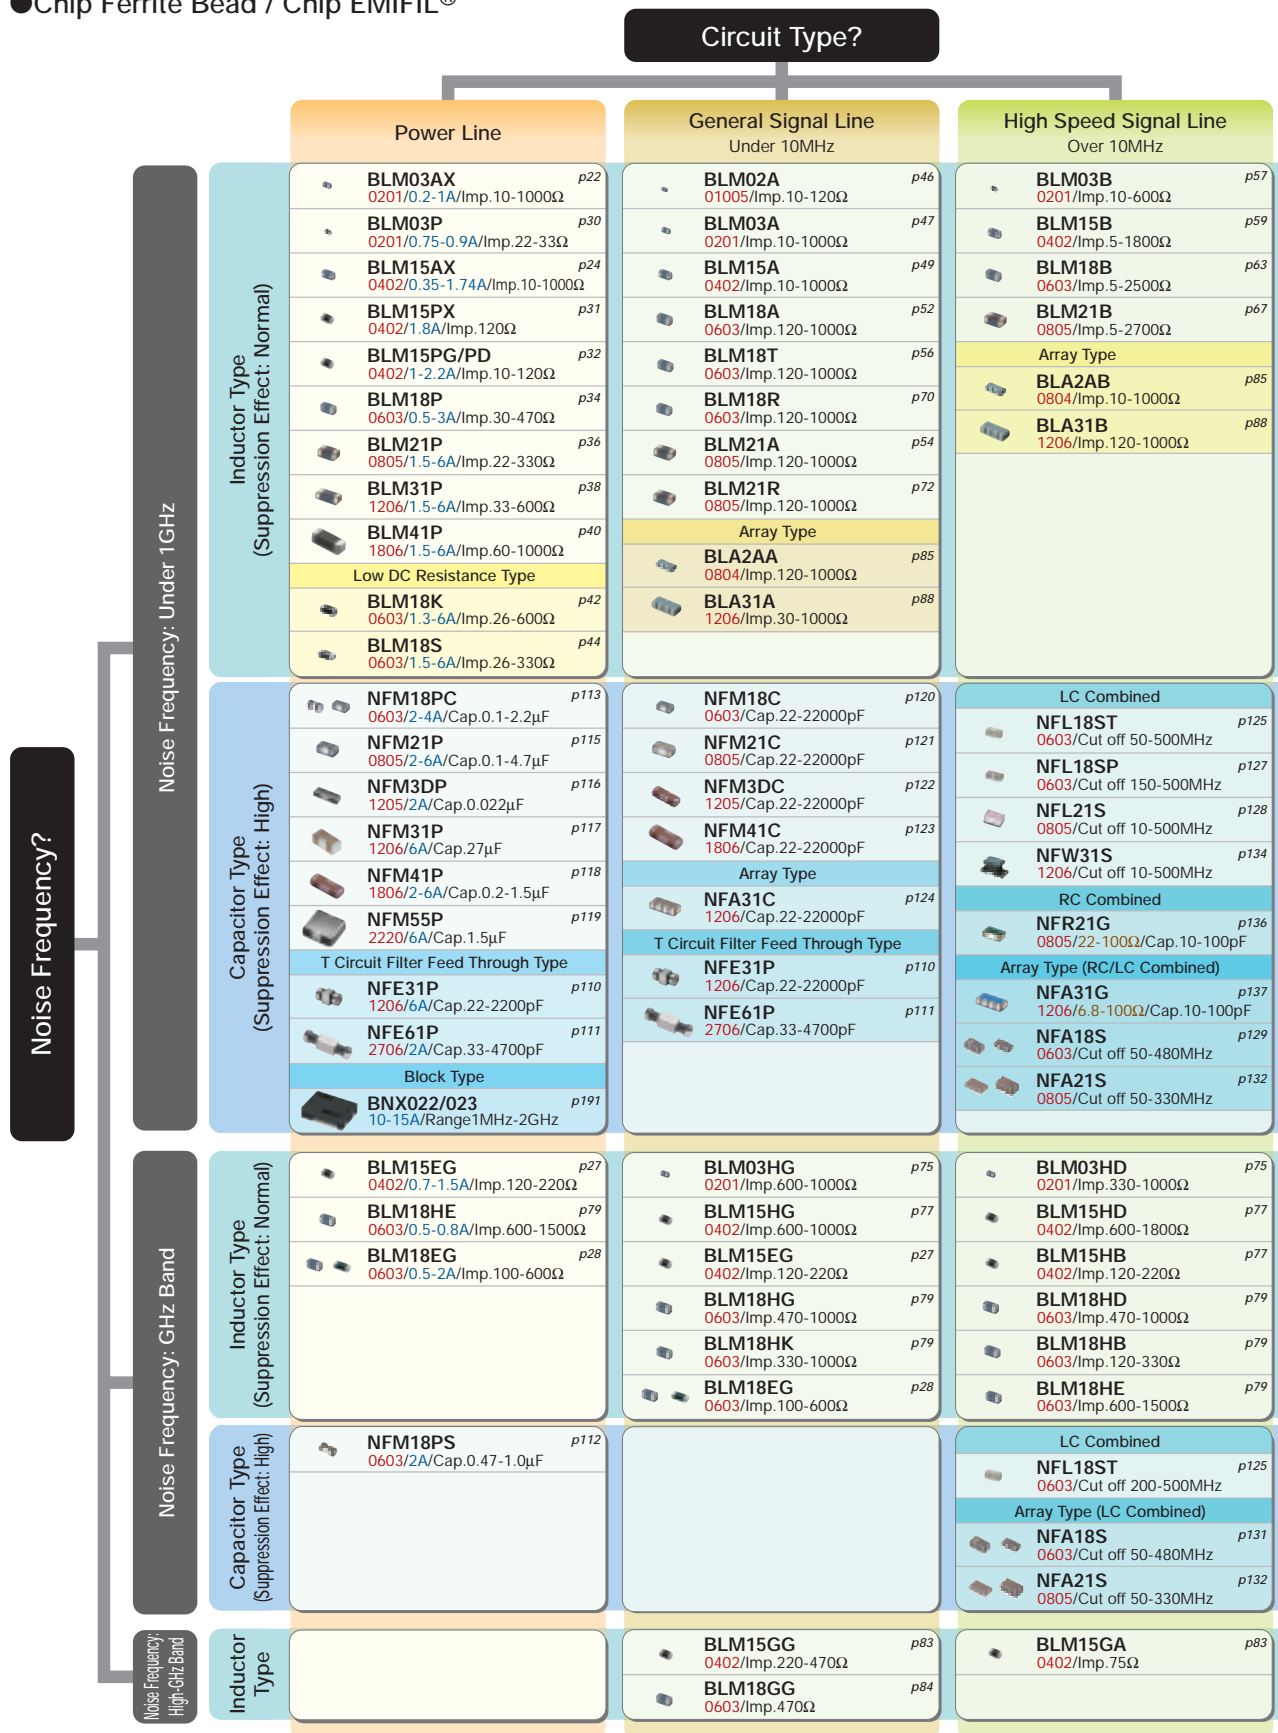 ●Chip Ferrite Bead / Chip EMIFIL®
Circuit Type?
Power Line
General Signal Line
Under 10MHz
High Speed Signal Line
Over 10MHz
Noise Frequency?
Noise Frequency: Under 1GHz
Inductor Type
(Suppression Effect: Normal)
BLM03AX p22
0201/0.2-1A/Imp.10-1000Ω
BLM03P p30
0201/0.75-0.9A/Imp.22-33Ω
BLM15AX p24
0402/0.35-1.74A/Imp.10-1000Ω
BLM15PX p31
0402/1.8A/Imp.120Ω
BLM15PG/PD p32
0402/1-2.2A/Imp.10-120Ω
BLM18P p34
0603/0.5-3A/Imp.30-470Ω
BLM21P p36
0805/1.5-6A/Imp.22-330Ω
BLM31P p38
1206/1.5-6A/Imp.33-600Ω
BLM41P p40
1806/1.5-6A/Imp.60-1000Ω
Low DC Resistance Type
BLM18K p42
0603/1.3-6A/Imp.26-600Ω
BLM18S p44
0603/1.5-6A/Imp.26-330Ω
BLM02A p46
01005/Imp.10-120Ω
BLM03A p47
0201/Imp.10-1000Ω
BLM15A p49
0402/Imp.10-1000Ω
BLM18A p52
0603/Imp.120-1000Ω
BLM18T p56
0603/Imp.120-1000Ω
BLM18R p70
0603/Imp.120-1000Ω
BLM21A p54
0805/Imp.120-1000Ω
BLM21R p72
0805/Imp.120-1000Ω
Array Type
BLA2AA p85
0804/Imp.120-1000Ω
BLA31A p88
1206/Imp.30-1000Ω
BLM03B p57
0201/Imp.10-600Ω
BLM15B p59
0402/Imp.5-1800Ω
BLM18B p63
0603/Imp.5-2500Ω
BLM21B p67
0805/Imp.5-2700Ω
Array Type
BLA2AB p85
0804/Imp.10-1000Ω
BLA31B p88
1206/Imp.120-1000Ω
Capacitor Type
(Suppression Effect: High)
NFM18PC p113
0603/2-4A/Cap.0.1-2.2μF
NFM21P p115
0805/2-6A/Cap.0.1-4.7μF
NFM3DP p116
1205/2A/Cap.0.022μF
NFM31P p117
1206/6A/Cap.27μF
NFM41P p118
1806/2-6A/Cap.0.2-1.5μF
NFM55P p119
2220/6A/Cap.1.5μF
T Circuit Filter Feed Through Type
NFE31P p110
1206/6A/Cap.22-2200pF
NFE61P p111
2706/2A/Cap.33-4700pF
Block Type
BNX022/023 p191
10-15A/Range1MHz-2GHz
NFM18C p120
0603/Cap.22-22000pF
NFM21C p121
0805/Cap.22-22000pF
NFM3DC p122
1205/Cap.22-22000pF
NFM41C p123
1806/Cap.22-22000pF
Array Type
NFA31C p124
1206/Cap.22-22000pF
T Circuit Filter Feed Through Type
NFE31P p110
1206/Cap.22-22000pF
NFE61P p111
2706/Cap.33-4700pF
LC Combined
NFL18ST p125
0603/Cut off 50-500MHz
NFL18SP p127
0603/Cut off 150-500MHz
NFL21S p128
0805/Cut off 10-500MHz
NFW31S p134
1206/Cut off 10-500MHz
RC Combined
NFR21G p136
0805/22-100Ω/Cap.10-100pF
Array Type (RC/LC Combined)
NFA31G p137
1206/6.8-100Ω/Cap.10-100pF
NFA18S p129
0603/Cut off 50-480MHz
NFA21S p132
0805/Cut off 50-330MHz
Noise Frequency: GHz Band
Inductor Type
(Suppression Effect: Normal)
BLM15EG p27
0402/0.7-1.5A/Imp.120-220Ω
BLM18HE p79
0603/0.5-0.8A/Imp.600-1500Ω
BLM18EG p28
0603/0.5-2A/Imp.100-600Ω
BLM03HG p75
0201/Imp.600-1000Ω
BLM15HG p77
0402/Imp.600-1000Ω
BLM15EG p27
0402/Imp.120-220Ω
BLM18HG p79
0603/Imp.470-1000Ω
BLM18HK p79
0603/Imp.330-1000Ω
BLM18EG p28
0603/Imp.100-600Ω
BLM03HD p75
0201/Imp.330-1000Ω
BLM15HD p77
0402/Imp.600-1800Ω
BLM15HB p77
0402/Imp.120-220Ω
BLM18HD p79
0603/Imp.470-1000Ω
BLM18HB p79
0603/Imp.120-330Ω
BLM18HE p79
0603/Imp.600-1500Ω
Capacitor Type
(Suppression Effect: High)
NFM18PS p112
0603/2A/Cap.0.47-1.0μF
LC Combined
NFL18ST p125
0603/Cut off 200-500MHz
Array Type (LC Combined)
NFA18S p131
0603/Cut off 50-480MHz
NFA21S p132
0805/Cut off 50-330MHz
Noise Frequency:
High-GHz Band
Inductor
Type
BLM15GG p83
0402/Imp.220-470Ω
BLM18GG p84
0603/Imp.470Ω
BLM15GA p83
0402/Imp.75Ω